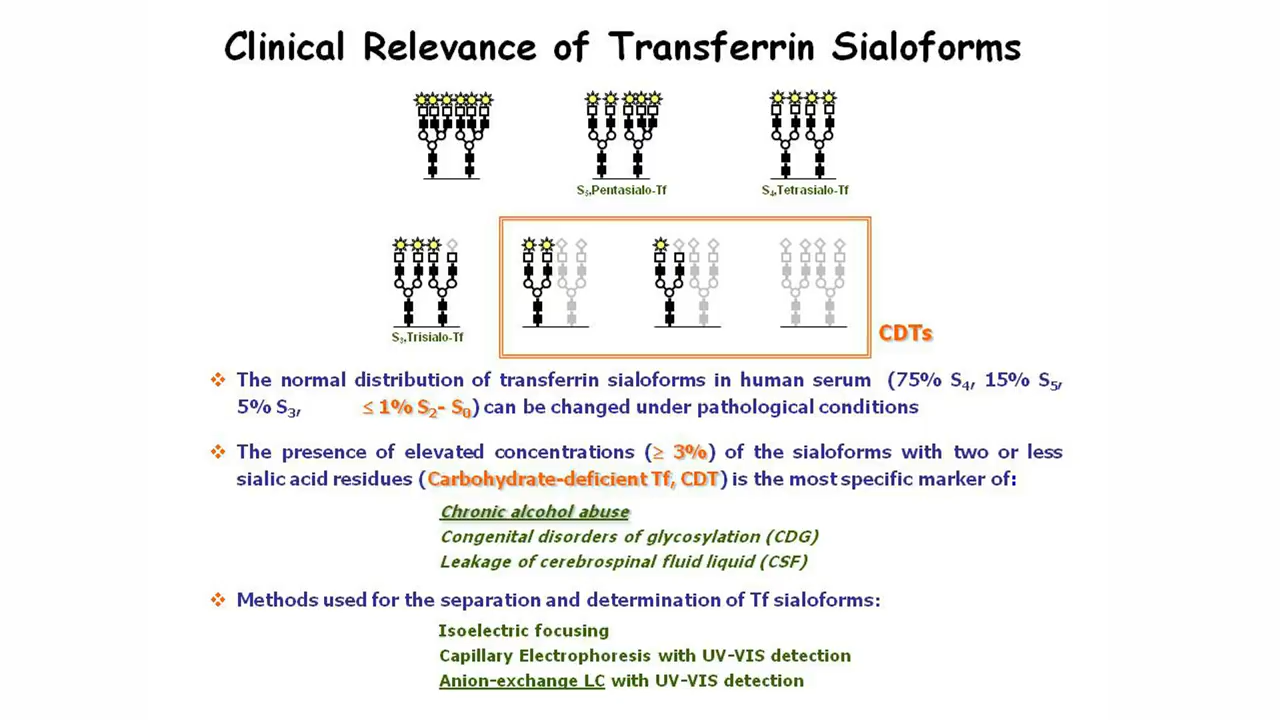 Clinical Relevance of Transferrin Sialoforms
S5,Pentasialo-Tf
S4,Tetrasialo-Tf
S3,Trisialo-Tf
CDTs
❖ The normal distribution of transferrin sialoforms in human serum (75% S4, 15% S5,
5% S3, ≤ 1% S2- S0) can be changed under pathological conditions
❖ The presence of elevated concentrations (≥ 3%) of the sialoforms with two or less
sialic acid residues (Carbohydrate-deficient Tf, CDT) is the most specific marker of:
Chronic alcohol abuse
Congenital disorders of glycosylation (CDG)
Leakage of cerebrospinal fluid liquid (CSF)
❖ Methods used for the separation and determination of Tf sialoforms:
Isoelectric focusing
Capillary Electrophoresis with UV-VIS detection
Anion-exchange LC with UV-VIS detection